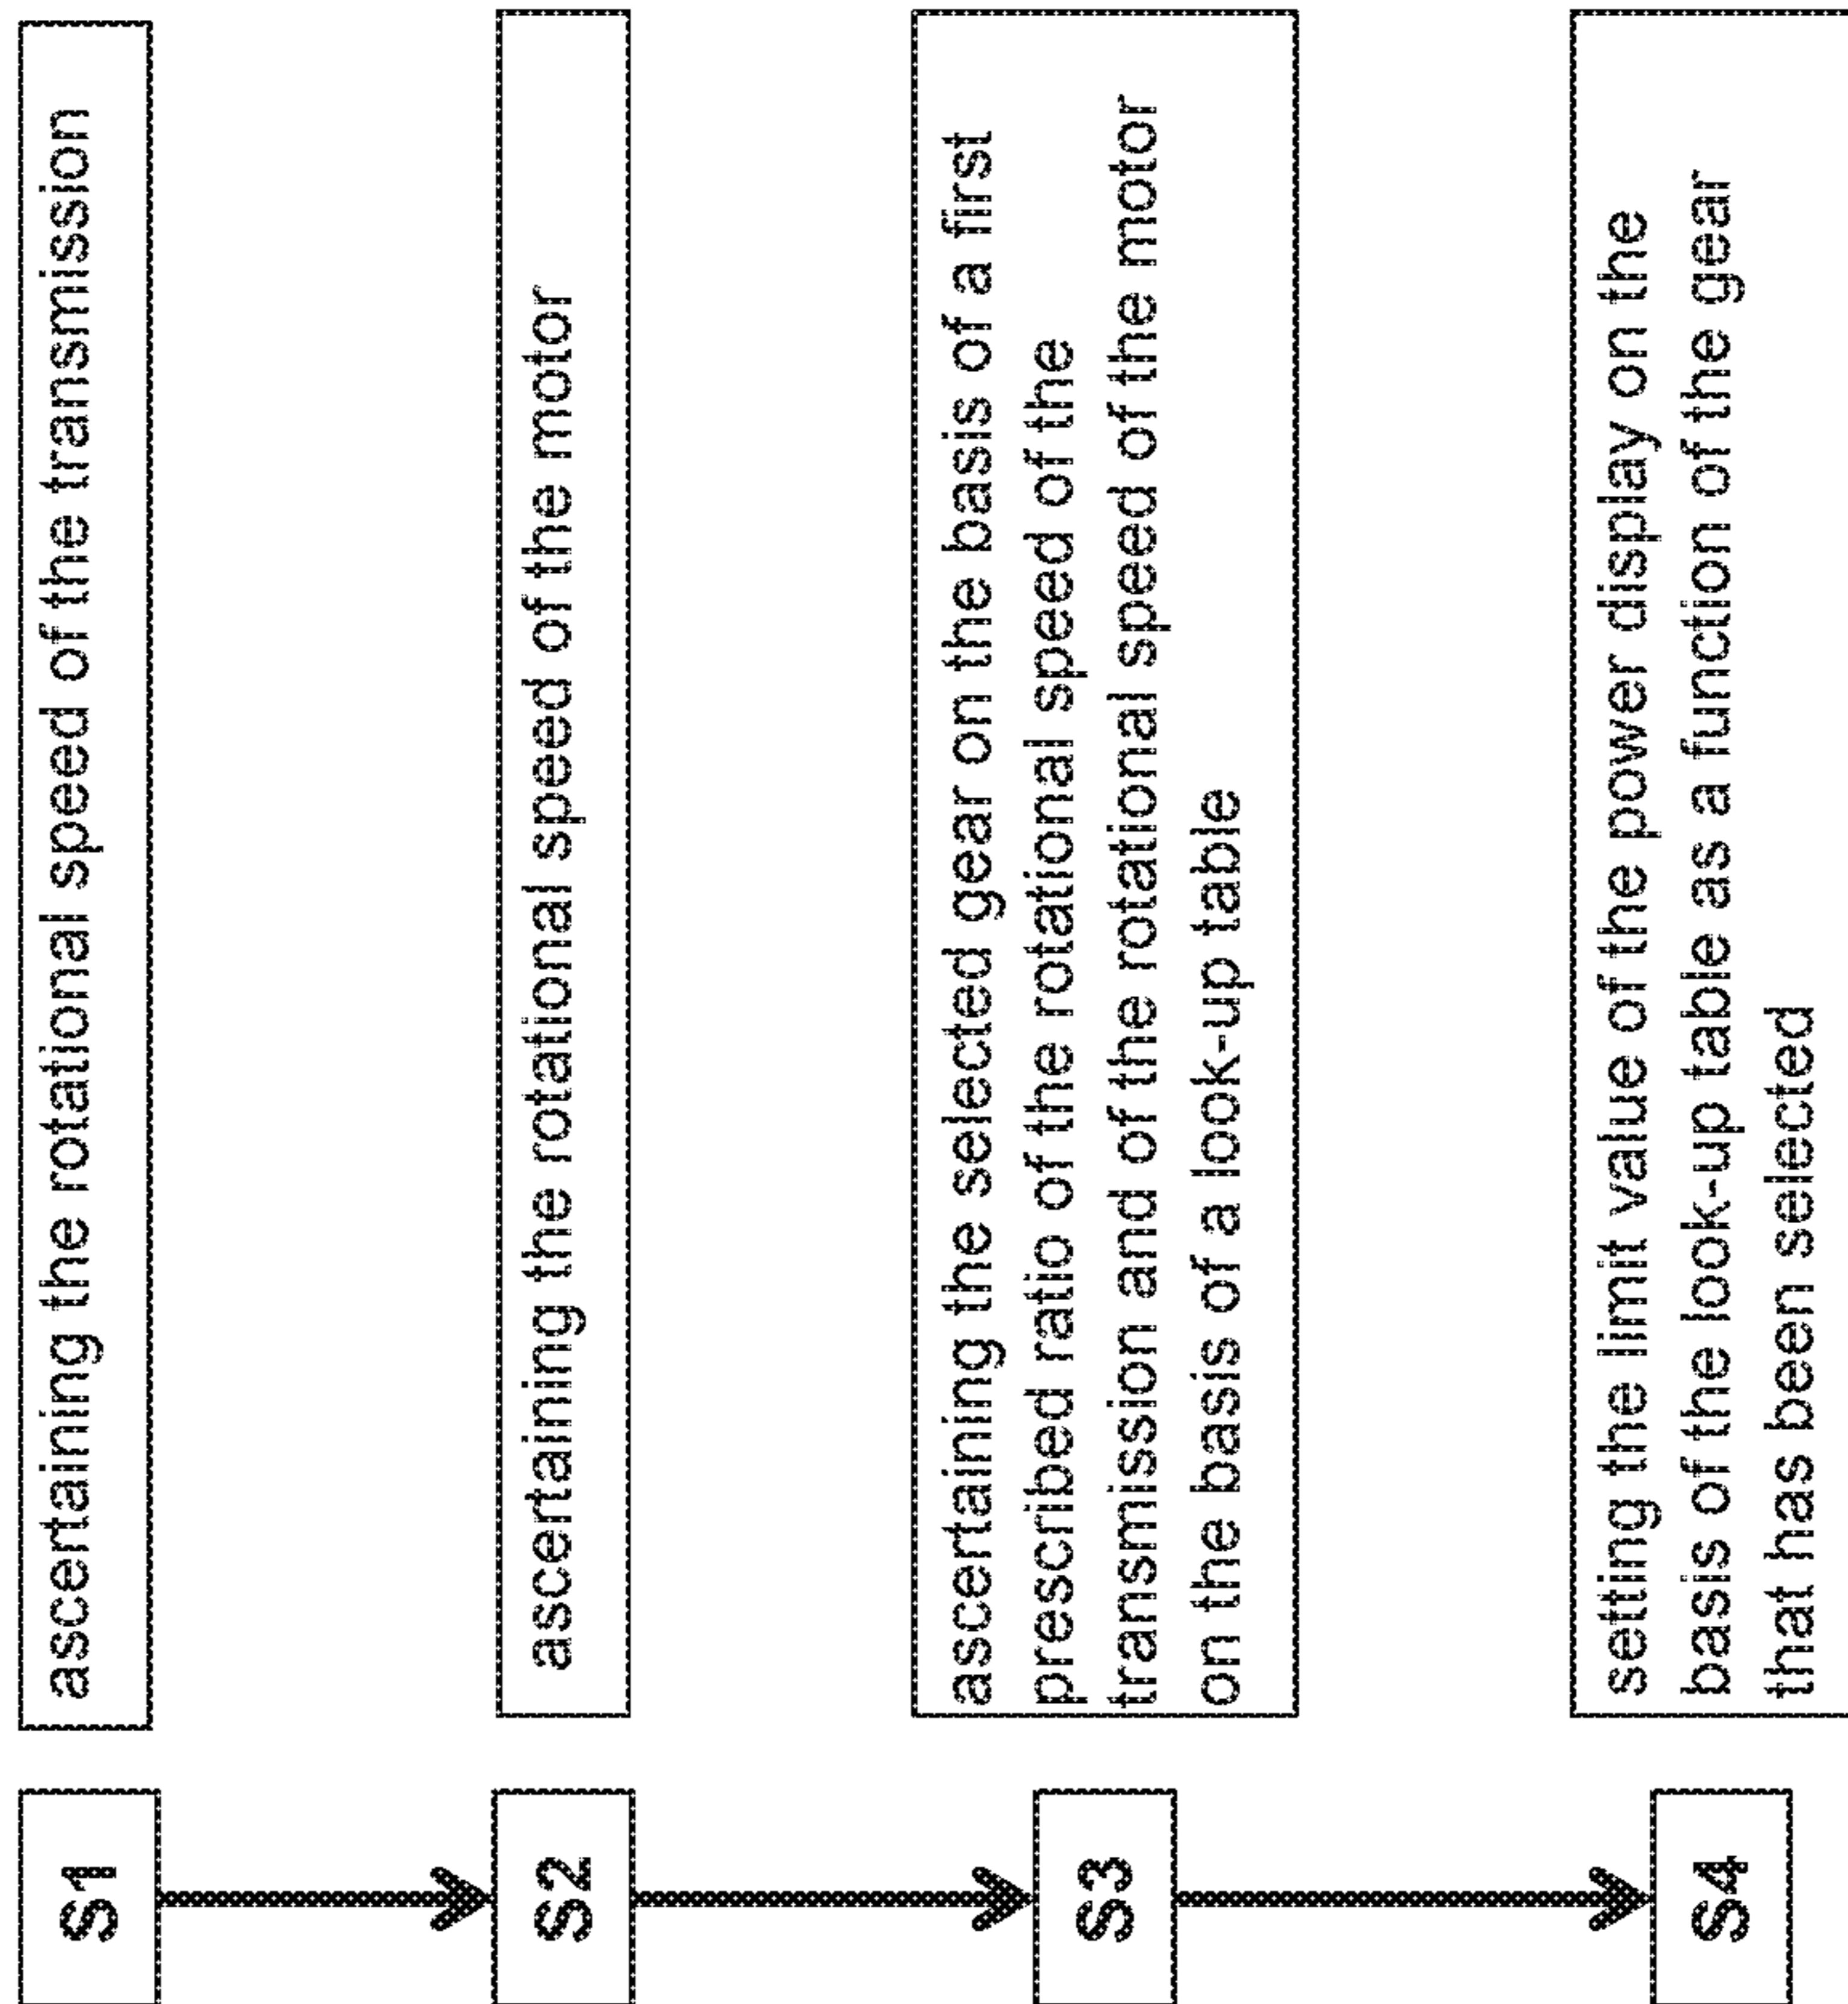 S1
ascertaining the rotational speed of the transmission
S2
ascertaining the rotational speed of the motor
S3
ascertaining the selected gear on the basis of a first
prescribed ratio of the rotational speed of the
transmission and of the rotational speed of the motor
on the basis of a look-up table
S4
setting the limit value of the power display on the
basis of the look-up table as a function of the gear
that has been selected